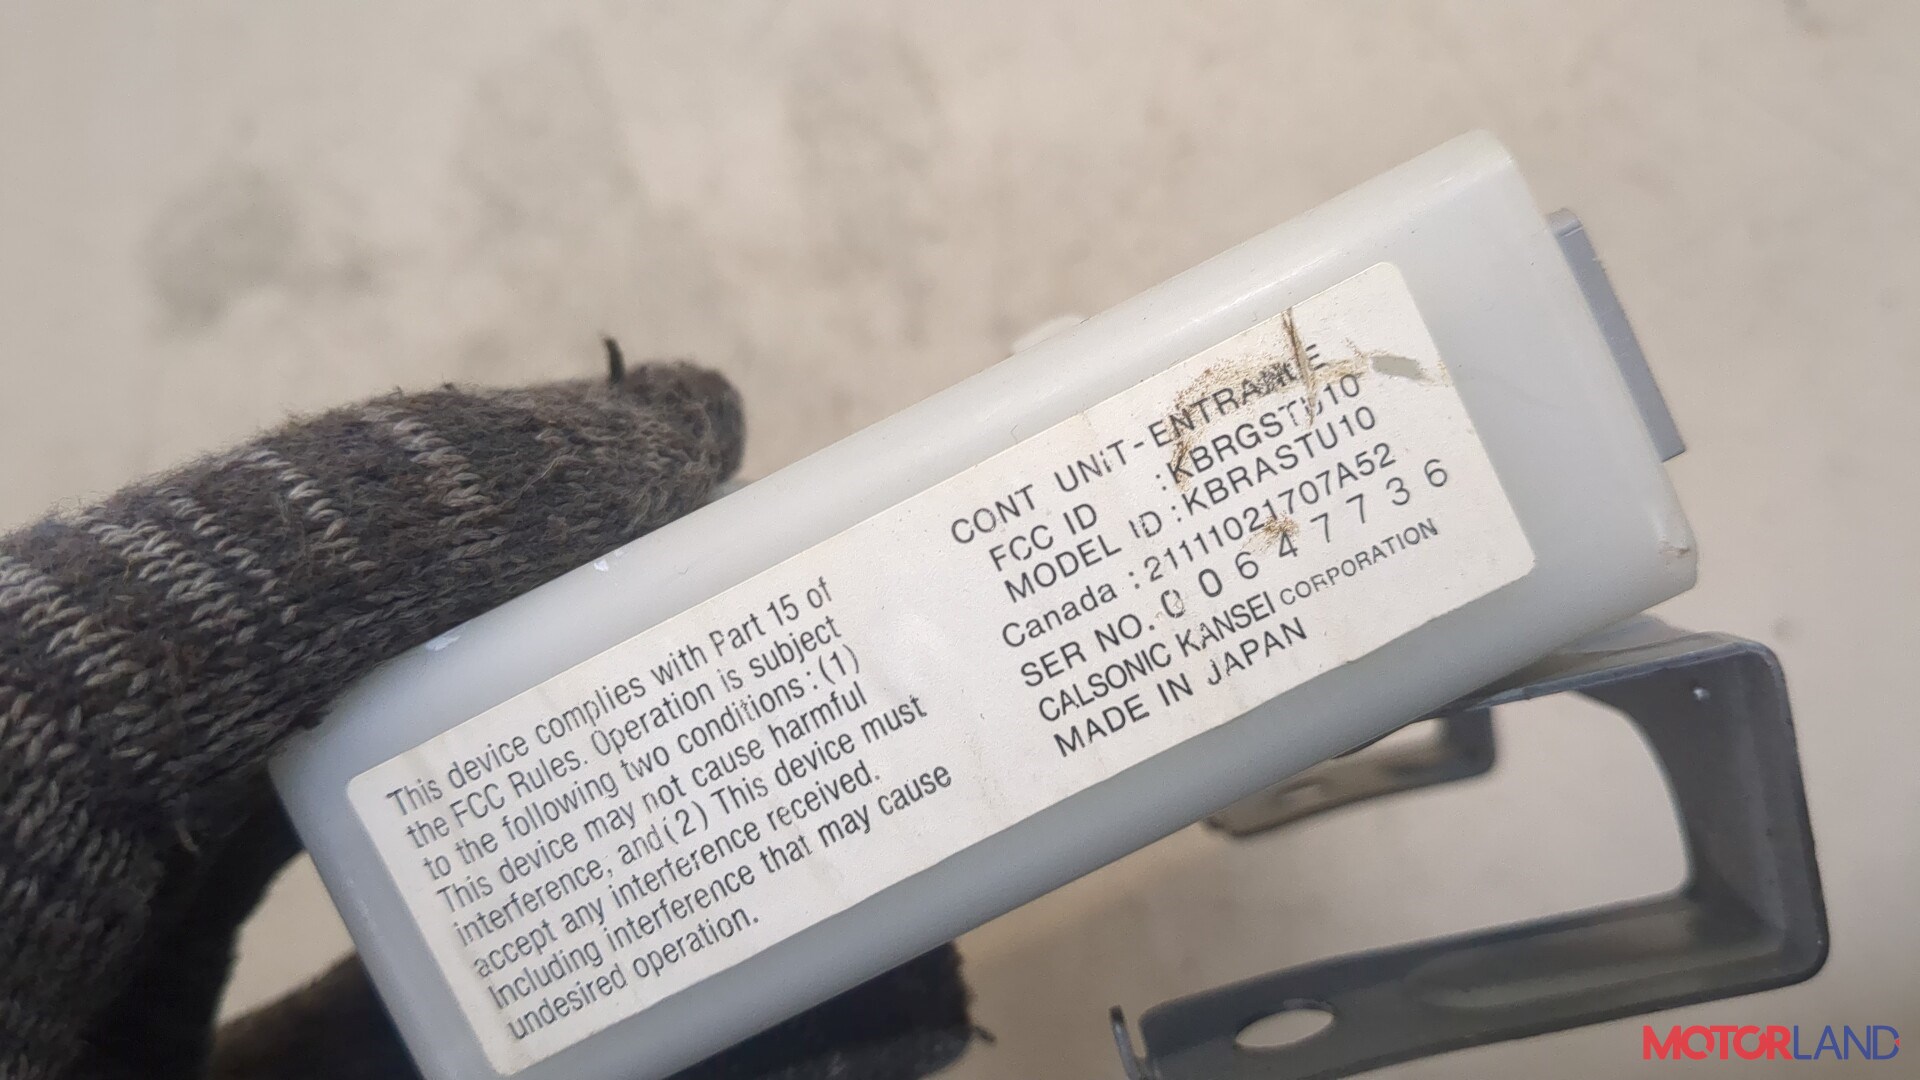 This device complies with Part 15 of
the FCC Rules. Operation is subject
to the following two conditions: (1)
This device may not cause harmful
interference, and (2) This device must
accept any interference received.
Including interference that may cause
undesired operation.
CONT UNIT-ENTRANCE
FCC ID :KBRGSTU10
MODEL ID :KBRASTU10
Canada :21111021707A52
SER NO. 0 0 6 4 7 7 3 6
CALSONIC KANSEI CORPORATION
MADE IN JAPAN
MOTORLAND